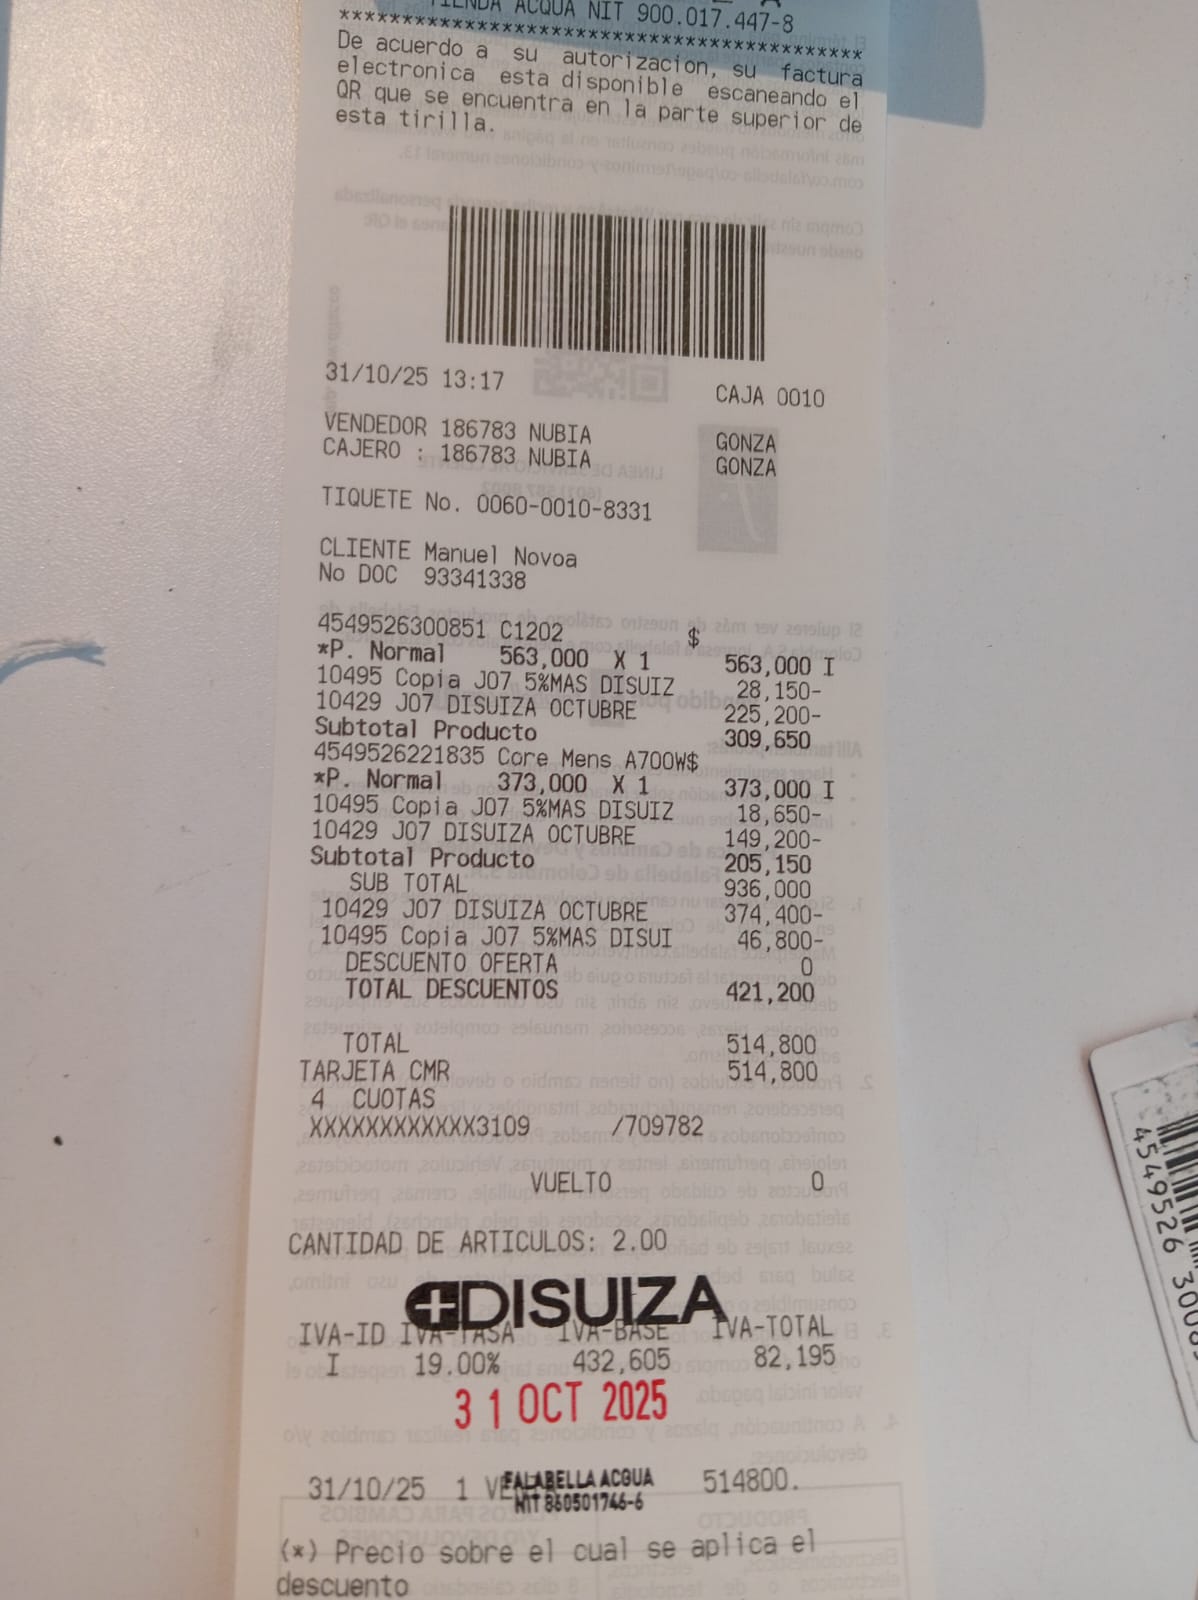 TIENDA ACQUA NIT 900.017.447-8
*****************************************
De acuerdo a su autorizacion, su factura
electronica esta disponible escaneando el
QR que se encuentra en la parte superior de
esta tirilla.
31/10/25 13:17 CAJA 0010
VENDEDOR 186783 NUBIA GONZA
CAJERO : 186783 NUBIA GONZA
TIQUETE No. 0060-0010-8331
CLIENTE Manuel Novoa
No DOC 93341338
4549526300851 C1202 $
*P. Normal 563,000 X 1 563,000 I
10495 Copia J07 5%MAS DISUIZ 28,150-
10429 J07 DISUIZA OCTUBRE 225,200-
Subtotal Producto 309,650
4549526221835 Core Mens A700W$
*P. Normal 373,000 X 1 373,000 I
10495 Copia J07 5%MAS DISUIZ 18,650-
10429 J07 DISUIZA OCTUBRE 149,200-
Subtotal Producto 205,150
SUB TOTAL 936,000
10429 J07 DISUIZA OCTUBRE 374,400-
10495 Copia J07 5%MAS DISUI 46,800-
DESCUENTO OFERTA 0
TOTAL DESCUENTOS 421,200
TOTAL 514,800
TARJETA CMR 514,800
4 CUOTAS
XXXXXXXXXXXX3109 /709782
VUELTO 0
CANTIDAD DE ARTICULOS: 2.00
DISUIZA
IVA-ID IVA-TASA IVA-BASE IVA-TOTAL
I 19.00% 432,605 82,195
31 OCT 2025
31/10/25 1 514800.
FALABELLA ACQUA
NIT 860501746-6
(*) Precio sobre el cual se aplica el
descuento
4549526